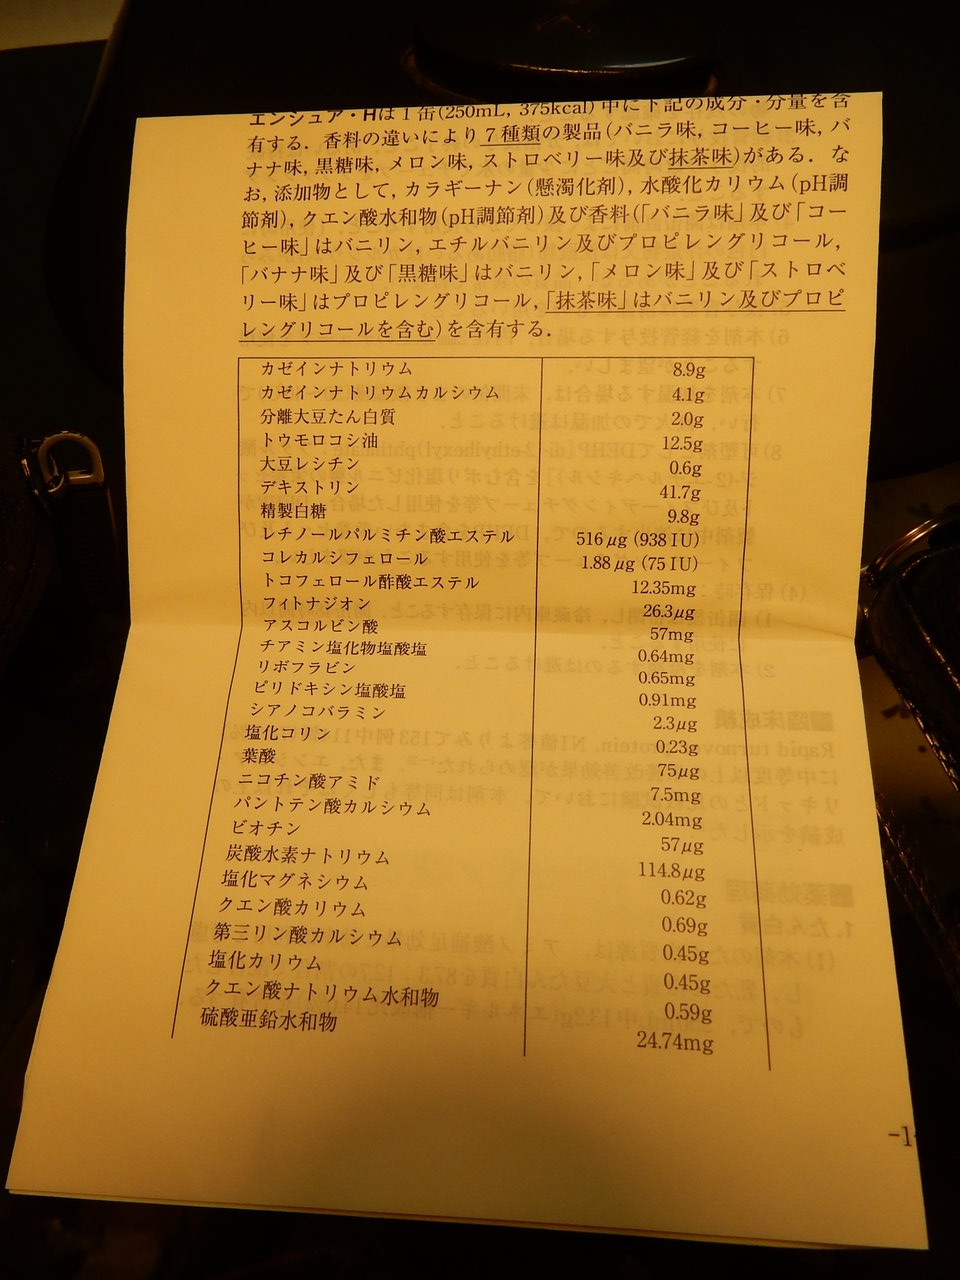 エンシュア・Hは1缶(250mL, 375kcal)中に下記の成分・分量を含
有する．香料の違いにより7種類の製品(バニラ味, コーヒー味, バ
ナナ味, 黒糖味, メロン味, ストロベリー味及び抹茶味)がある．な
お, 添加物として, カラギーナン(懸濁化剤), 水酸化カリウム(pH調
節剤), クエン酸水和物(pH調節剤)及び香料(｢バニラ味｣及び｢コー
ヒー味｣はバニリン, エチルバニリン及びプロピレングリコール,
｢バナナ味｣及び｢黒糖味｣はバニリン, ｢メロン味｣及び｢ストロベ
リー味｣はプロピレングリコール, ｢抹茶味｣はバニリン及びプロピ
レングリコールを含む)を含有する．
カゼインナトリウム 8.9g
カゼインナトリウムカルシウム 4.1g
分離大豆たん白質 2.0g
トウモロコシ油 12.5g
大豆レシチン 0.6g
デキストリン 41.7g
精製白糖 9.8g
レチノールパルミチン酸エステル 516μg (938 IU)
コレカルシフェロール 1.88μg (75 IU)
トコフェロール酢酸エステル 12.35mg
フィトナジオン 26.3μg
アスコルビン酸 57mg
チアミン塩化物塩酸塩 0.64mg
リボフラビン 0.65mg
ピリドキシン塩酸塩 0.91mg
シアノコバラミン 2.3μg
塩化コリン 0.23g
葉酸 75μg
ニコチン酸アミド 7.5mg
パントテン酸カルシウム 2.04mg
ビオチン 57μg
炭酸水素ナトリウム 114.8μg
塩化マグネシウム 0.62g
クエン酸カリウム 0.69g
第三リン酸カルシウム 0.45g
塩化カリウム 0.45g
クエン酸ナトリウム水和物 0.59g
硫酸亜鉛水和物 24.74mg
-1